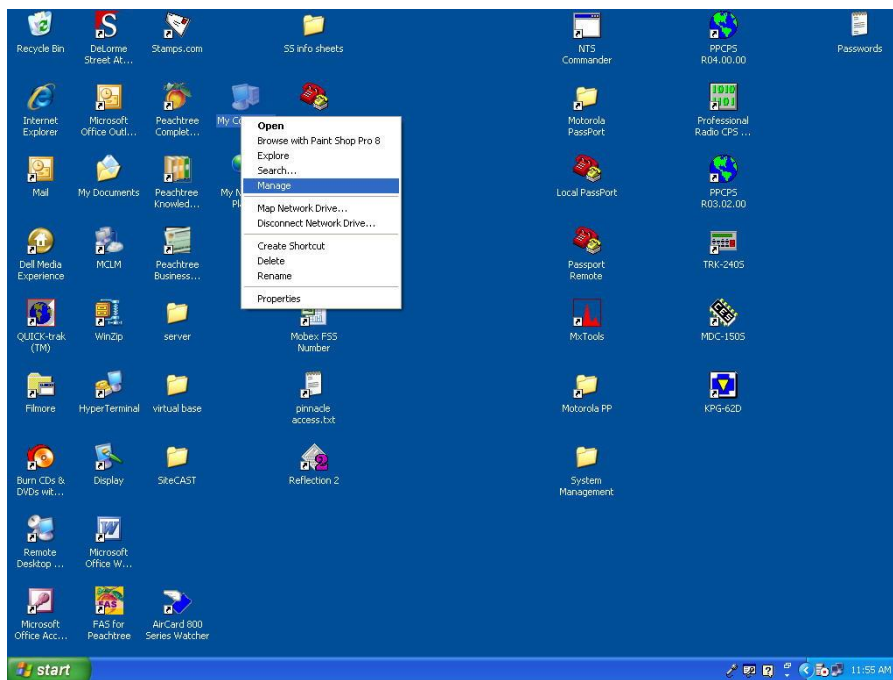 Recycle Bin
DeLorme
Street At...
Stamps.com
SS info sheets
NTS
Commander
PPCPS
R04.00.00
Passwords
Internet
Explorer
Microsoft
Office Outl...
Peachtree
Complet...
My Co
Motorola
PassPort
Professional
Radio CPS ...
Open
Browse with Paint Shop Pro 8
Explore
Search...
Manage
Map Network Drive...
Disconnect Network Drive...
Create Shortcut
Delete
Rename
Properties
Mail
My Documents
Peachtree
Knowled...
My N
Pl
Local PassPort
PPCPS
R03.02.00
Dell Media
Experience
MCLM
Peachtree
Business...
Passport
Remote
TRK-2405
QUICK-trak
(TM)
WinZip
server
Mobex FSS
Number
MxTools
CES
MDC-1505
Filmore
HyperTerminal
virtual base
pinnacle
access.txt
Motorola PP
KPG-62D
Burn CDs &
DVDs wit...
Display
SiteCAST
Reflection 2
System
Management
Remote
Desktop ...
Microsoft
Office W...
Microsoft
Office Acc...
FAS
FAS for
Peachtree
AirCard 800
Series Watcher
start
11:55 AM